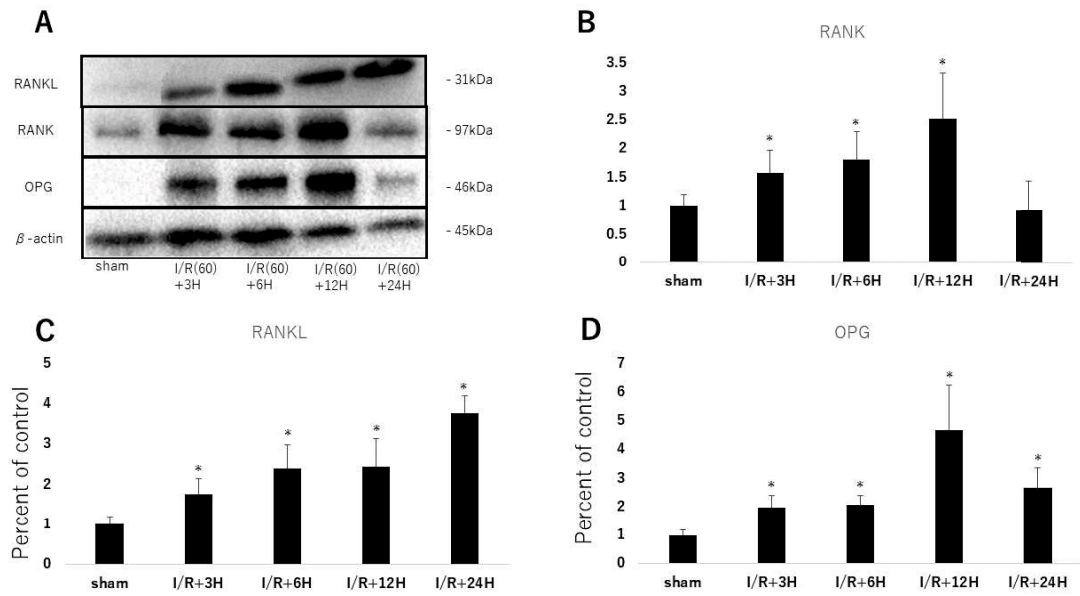 A
RANKL
- 31kDa
RANK
- 97kDa
OPG
- 46kDa
β-actin
- 45kDa
sham I/R(60) I/R(60) I/R(60) I/R(60)
+3H +6H +12H +24H
B
RANK
3.5
3
2.5
2
1.5
1
0.5
0
* * *
sham I/R+3H I/R+6H I/R+12H I/R+24H
C
RANKL
Percent of control
5
4
3
2
1
0
* * * *
sham I/R+3H I/R+6H I/R+12H I/R+24H
D
OPG
Percent of control
7
6
5
4
3
2
1
0
* * * *
sham I/R+3H I/R+6H I/R+12H I/R+24H